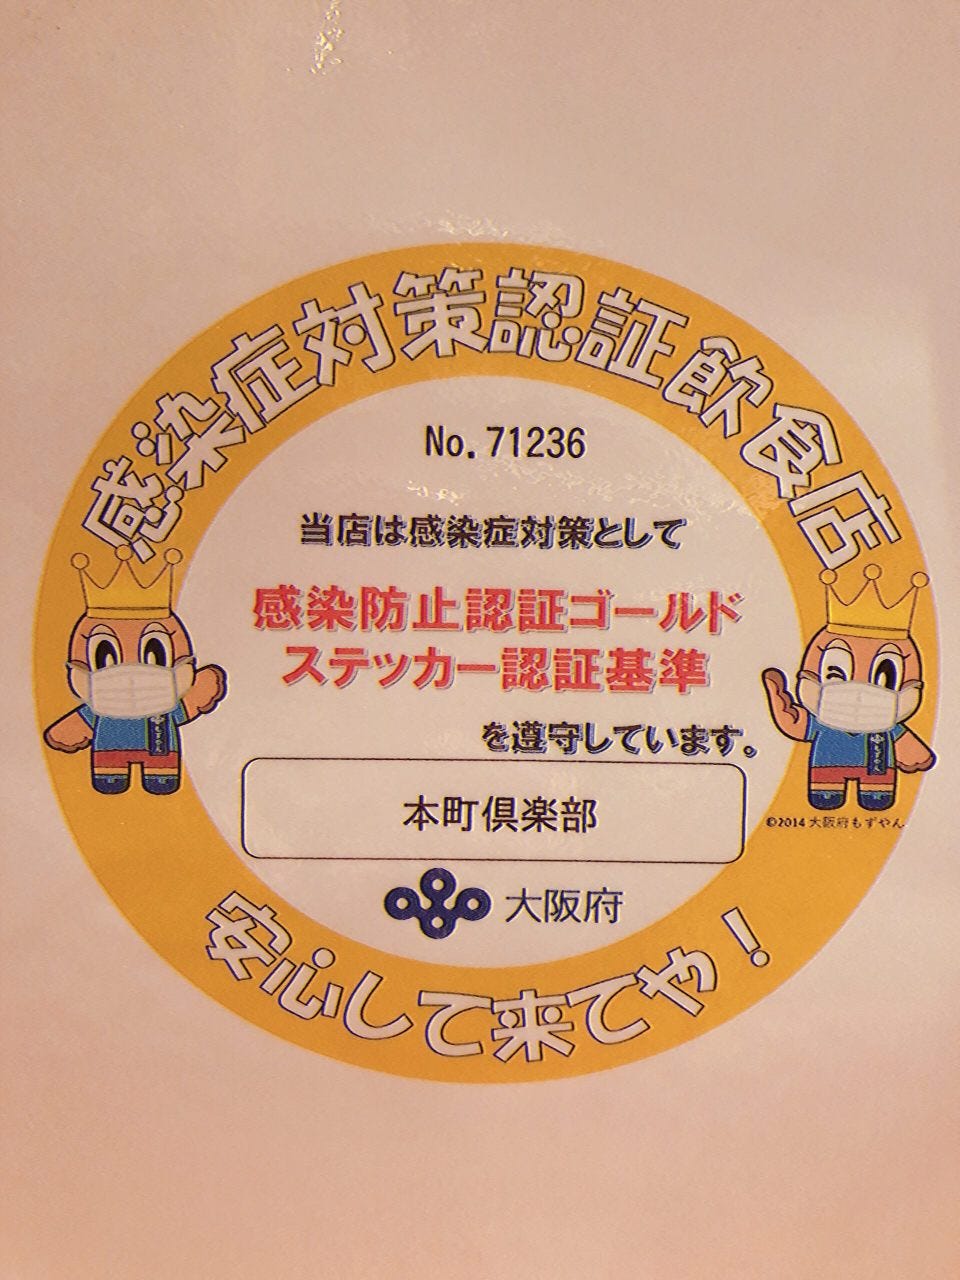 感染症対策認証飲食店
No. 71236
当店は感染症対策として
感染防止認証ゴールド
ステッカー認証基準
を遵守しています。
本町倶楽部
©2014 大阪府もずやん
大阪府
安心して来てや！